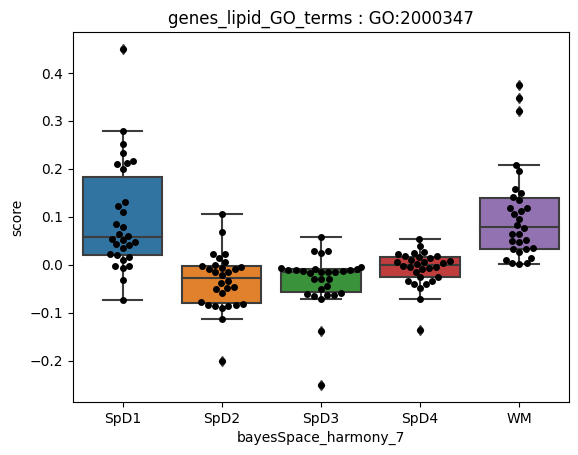 genes_lipid_GO_terms : GO:2000347
score
0.4
0.3
0.2
0.1
0.0
−0.1
−0.2
SpD1 SpD2 SpD3 SpD4 WM
bayesSpace_harmony_7